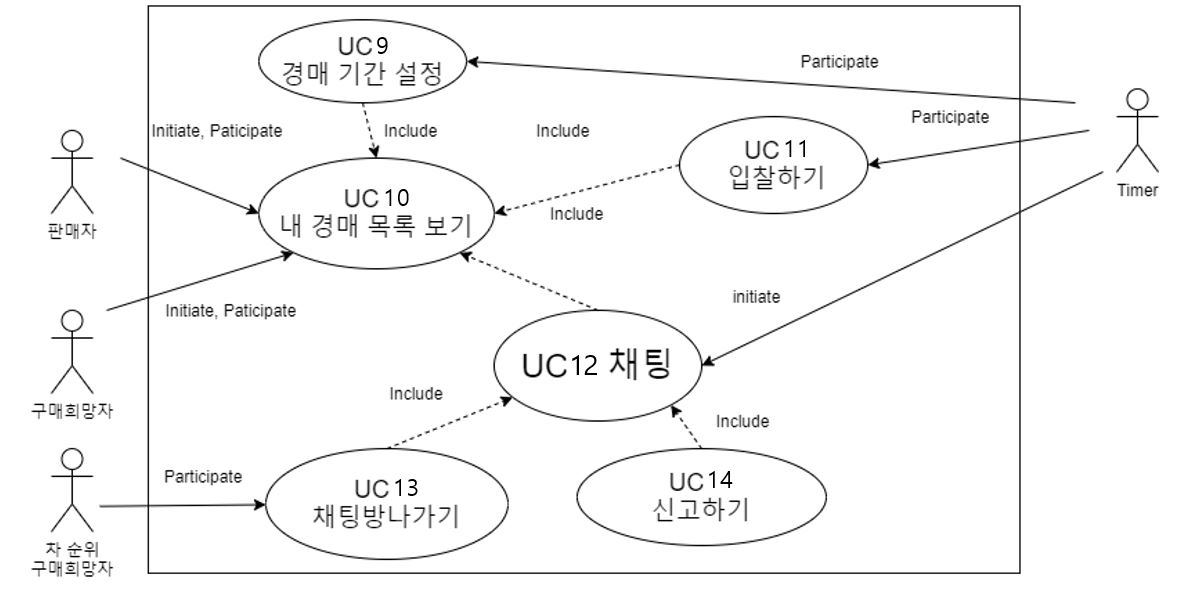 UC9
경매 기간 설정
Participate
Initiate, Paticipate
Include
Include
Participate
UC11
입찰하기
Timer
UC10
내 경매 목록 보기
Include
판매자
initiate
Initiate, Paticipate
UC12 채팅
Include
구매희망자
Include
Participate
UC13
채팅방나가기
UC14
신고하기
차 순위
구매희망자